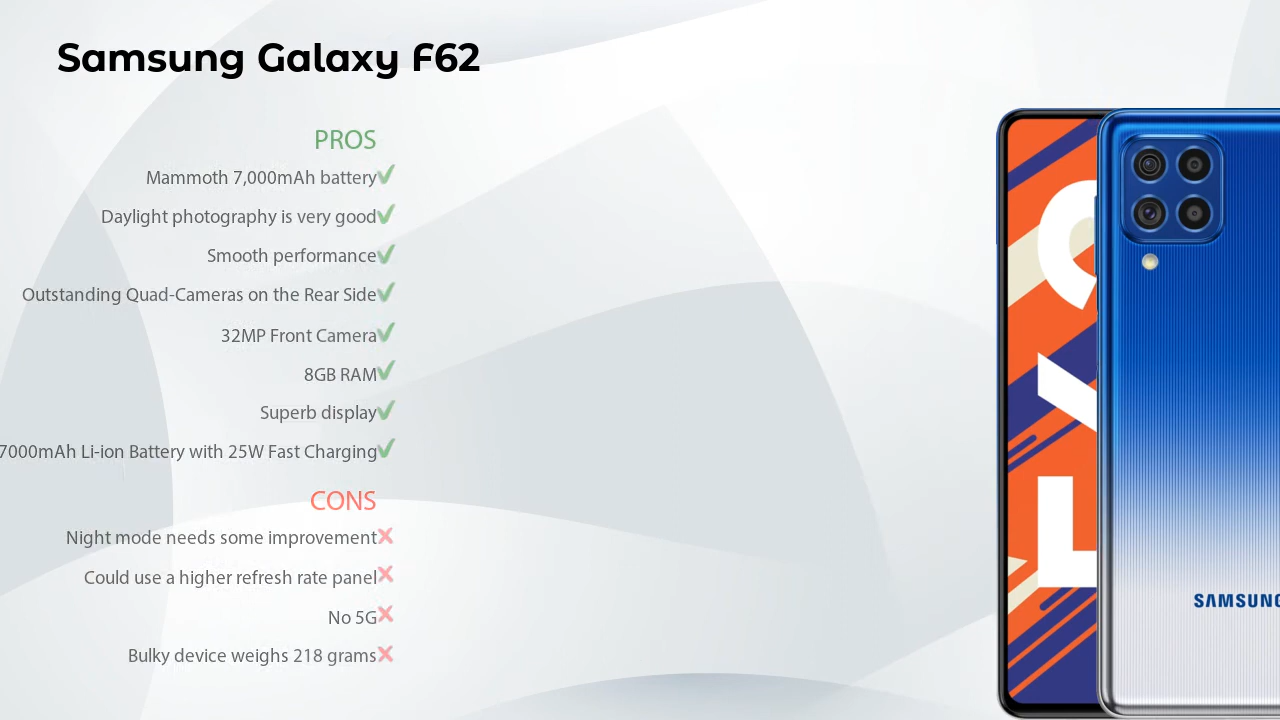 Samsung Galaxy F62
PROS
Mammoth 7,000mAh battery
Daylight photography is very good
Smooth performance
Outstanding Quad-Cameras on the Rear Side
32MP Front Camera
8GB RAM
Superb display
7000mAh Li-ion Battery with 25W Fast Charging
CONS
Night mode needs some improvement
Could use a higher refresh rate panel
No 5G
Bulky device weighs 218 grams
SAMSUNG